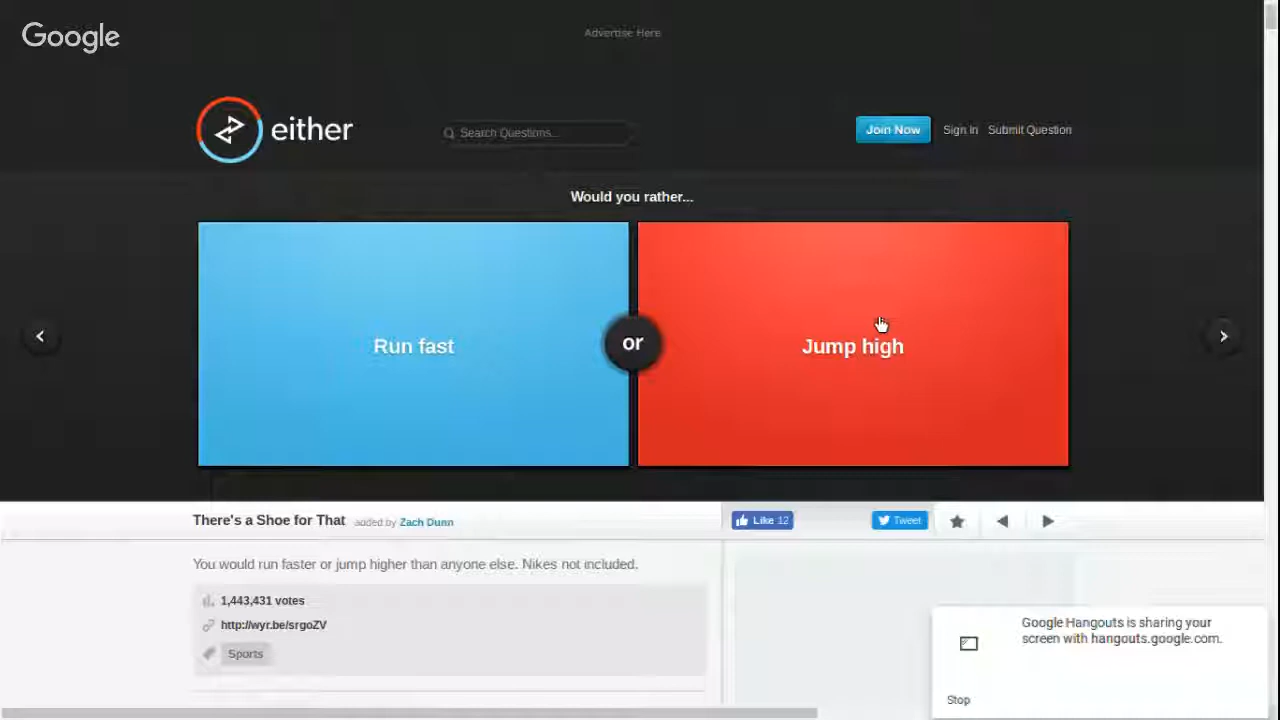 Google
Advertise Here
either
Search Questions...
Join Now Sign In Submit Question
Would you rather...
Run fast
or
Jump high
There's a Shoe for That added by Zach Dunn
Like 12
Tweet
You would run faster or jump higher than anyone else. Nikes not included.
1,443,431 votes
http://wyr.be/srgoZV
Sports
Google Hangouts is sharing your
screen with hangouts.google.com.
Stop